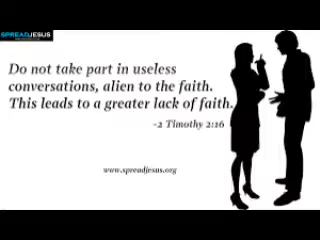 SPREADJESUS
Do not take part in useless
conversations, alien to the faith.
This leads to a greater lack of faith.
-2 Timothy 2:16
www.spreadjesus.org